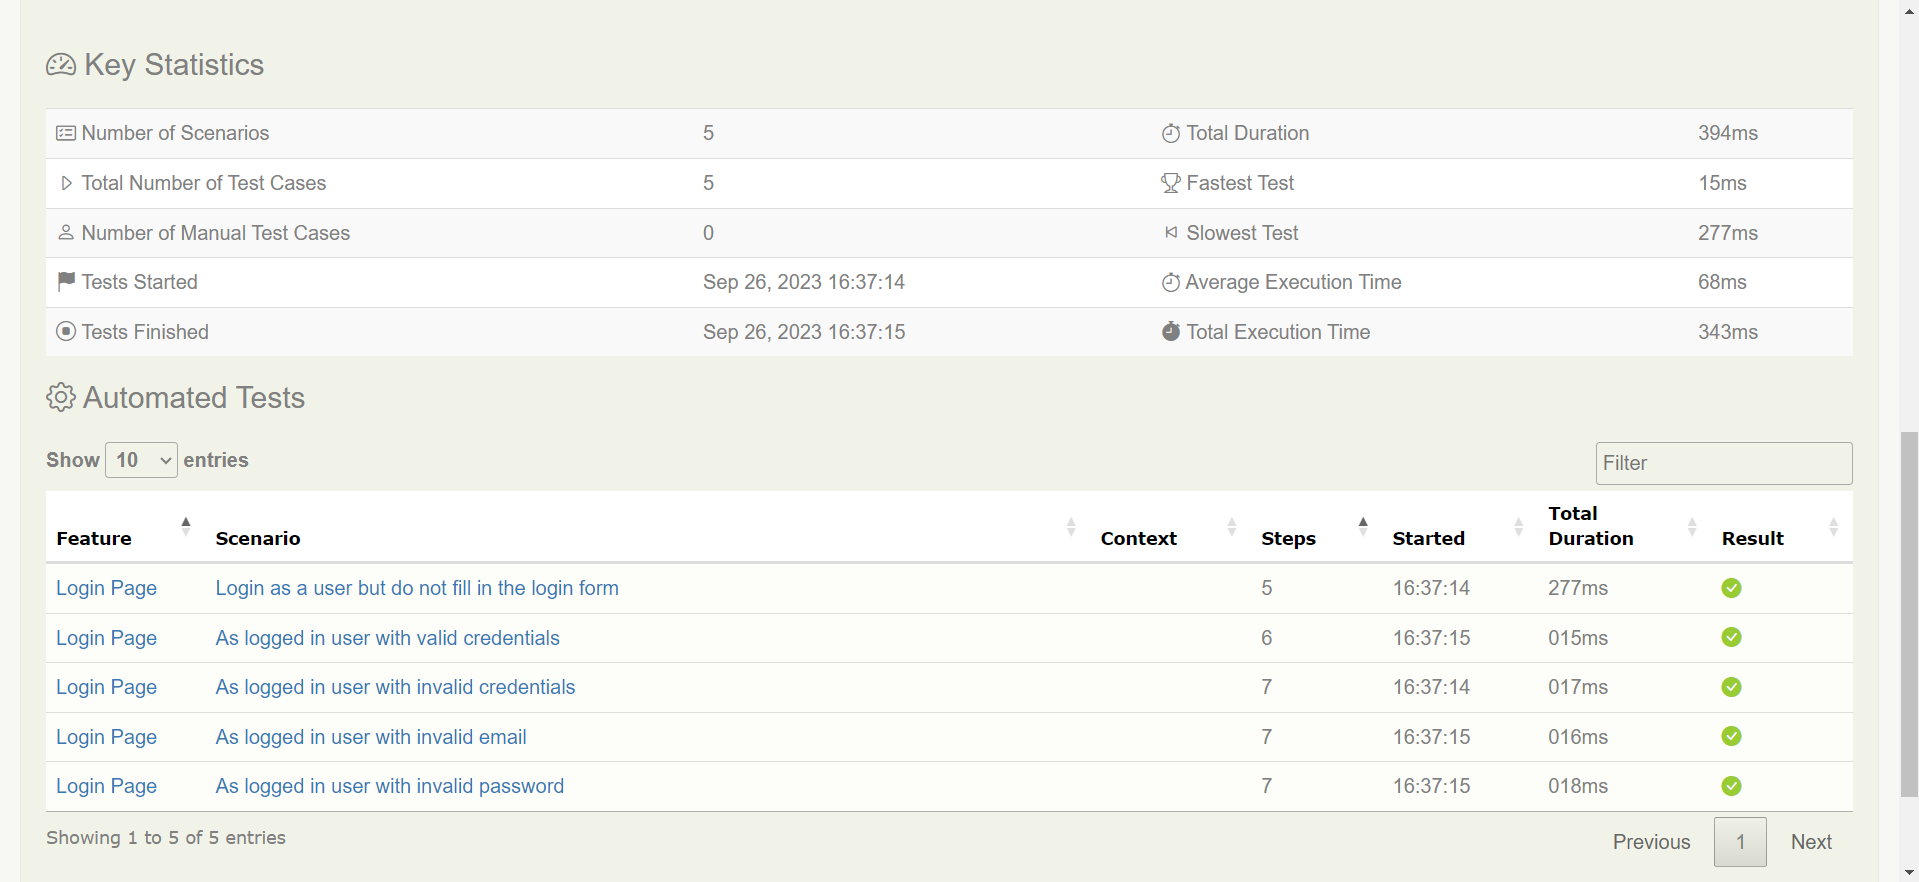 Key Statistics
Number of Scenarios 5 Total Duration 394ms
Total Number of Test Cases 5 Fastest Test 15ms
Number of Manual Test Cases 0 Slowest Test 277ms
Tests Started Sep 26, 2023 16:37:14 Average Execution Time 68ms
Tests Finished Sep 26, 2023 16:37:15 Total Execution Time 343ms
Automated Tests
Show 10 entries Filter
Feature Scenario Context Steps Started Total Duration Result
Login Page Login as a user but do not fill in the login form 5 16:37:14 277ms
Login Page As logged in user with valid credentials 6 16:37:15 015ms
Login Page As logged in user with invalid credentials 7 16:37:14 017ms
Login Page As logged in user with invalid email 7 16:37:15 016ms
Login Page As logged in user with invalid password 7 16:37:15 018ms
Showing 1 to 5 of 5 entries Previous 1 Next